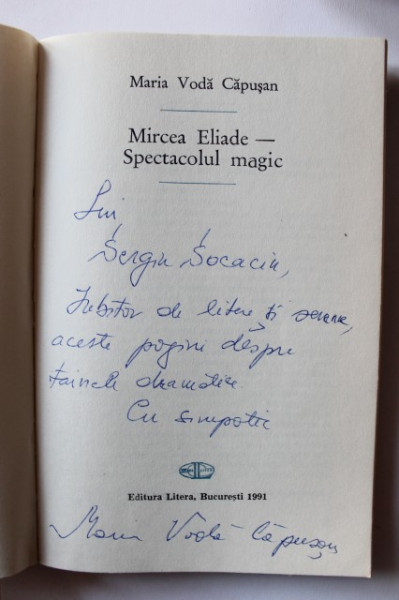 Maria Vodă Căpușan
Mircea Eliade —
Spectacolul magic
Lui
Sergiu Socaciu,
Iubitor de litere și scene,
aceste pagini despre
tainele dramatice
Cu simpatie
Editura Litera, București 1991
Maria Vodă Căpușan